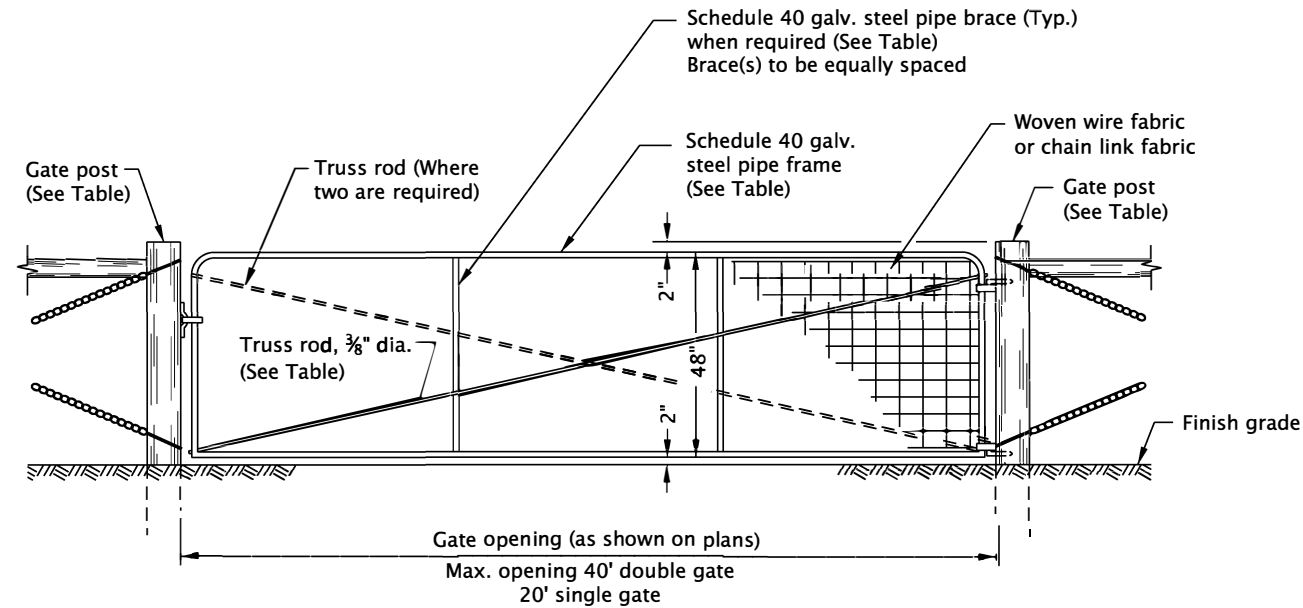 Schedule 40 galv. steel pipe brace (Typ.)
when required (See Table)
Brace(s) to be equally spaced
Woven wire fabric
or chain link fabric
Schedule 40 galv.
steel pipe frame
(See Table)
Truss rod (Where
two are required)
Gate post
(See Table)
Gate post
(See Table)
2"
Truss rod, ⅜" dia.
(See Table)
48"
2"
Finish grade
Gate opening (as shown on plans)
Max. opening 40' double gate
20' single gate